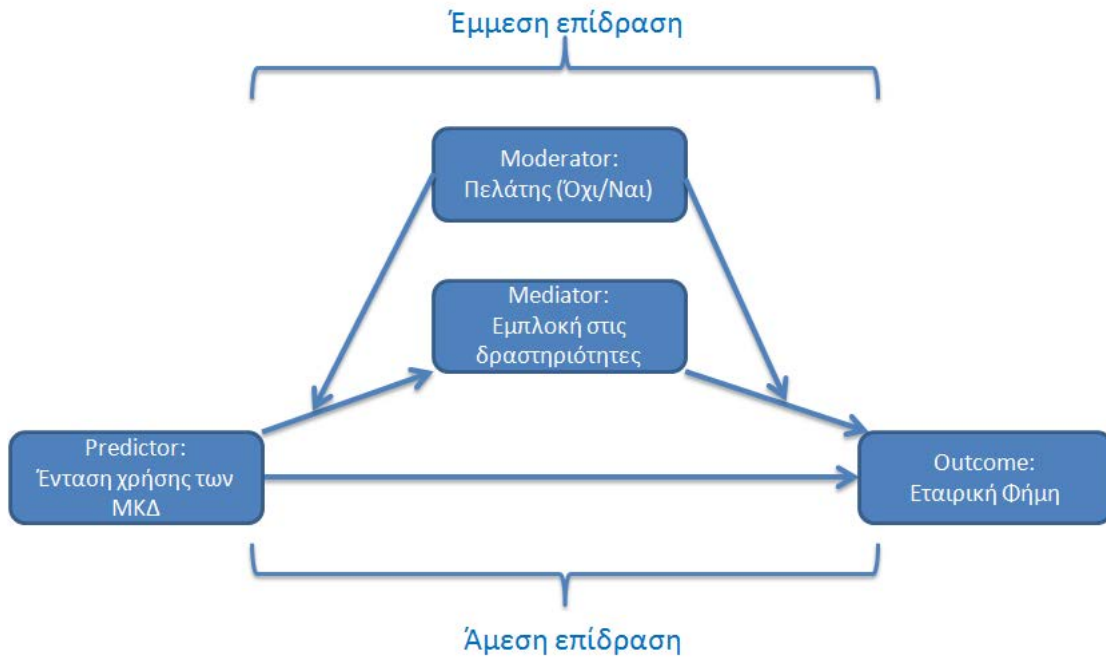 Έμμεση επίδραση
Moderator:
Πελάτης (Όχι/Ναι)
Mediator:
Εμπλοκή στις
δραστηριότητες
Predictor:
Ένταση χρήσης των
ΜΚΔ
Outcome:
Εταιρική Φήμη
Άμεση επίδραση